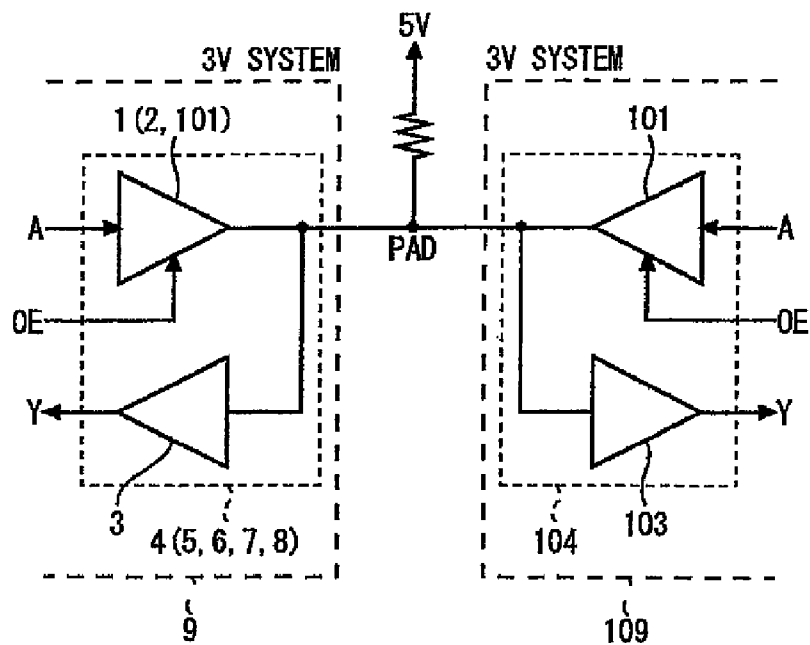 5V
3V SYSTEM
3V SYSTEM
1 (2, 101)
101
A
A
PAD
OE
OE
Y
Y
3
103
4 (5, 6, 7, 8)
104
9
109